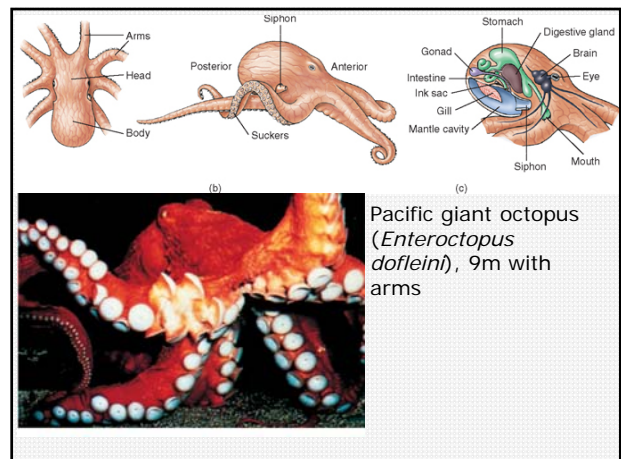 Arms
Head
Body
Siphon
Posterior
Anterior
Suckers
(b)
Stomach
Digestive gland
Gonad
Brain
Intestine
Eye
Ink sac
Gill
Mantle cavity
Siphon
Mouth
(c)
Pacific giant octopus
(Enteroctopus
dofleini), 9m with
arms